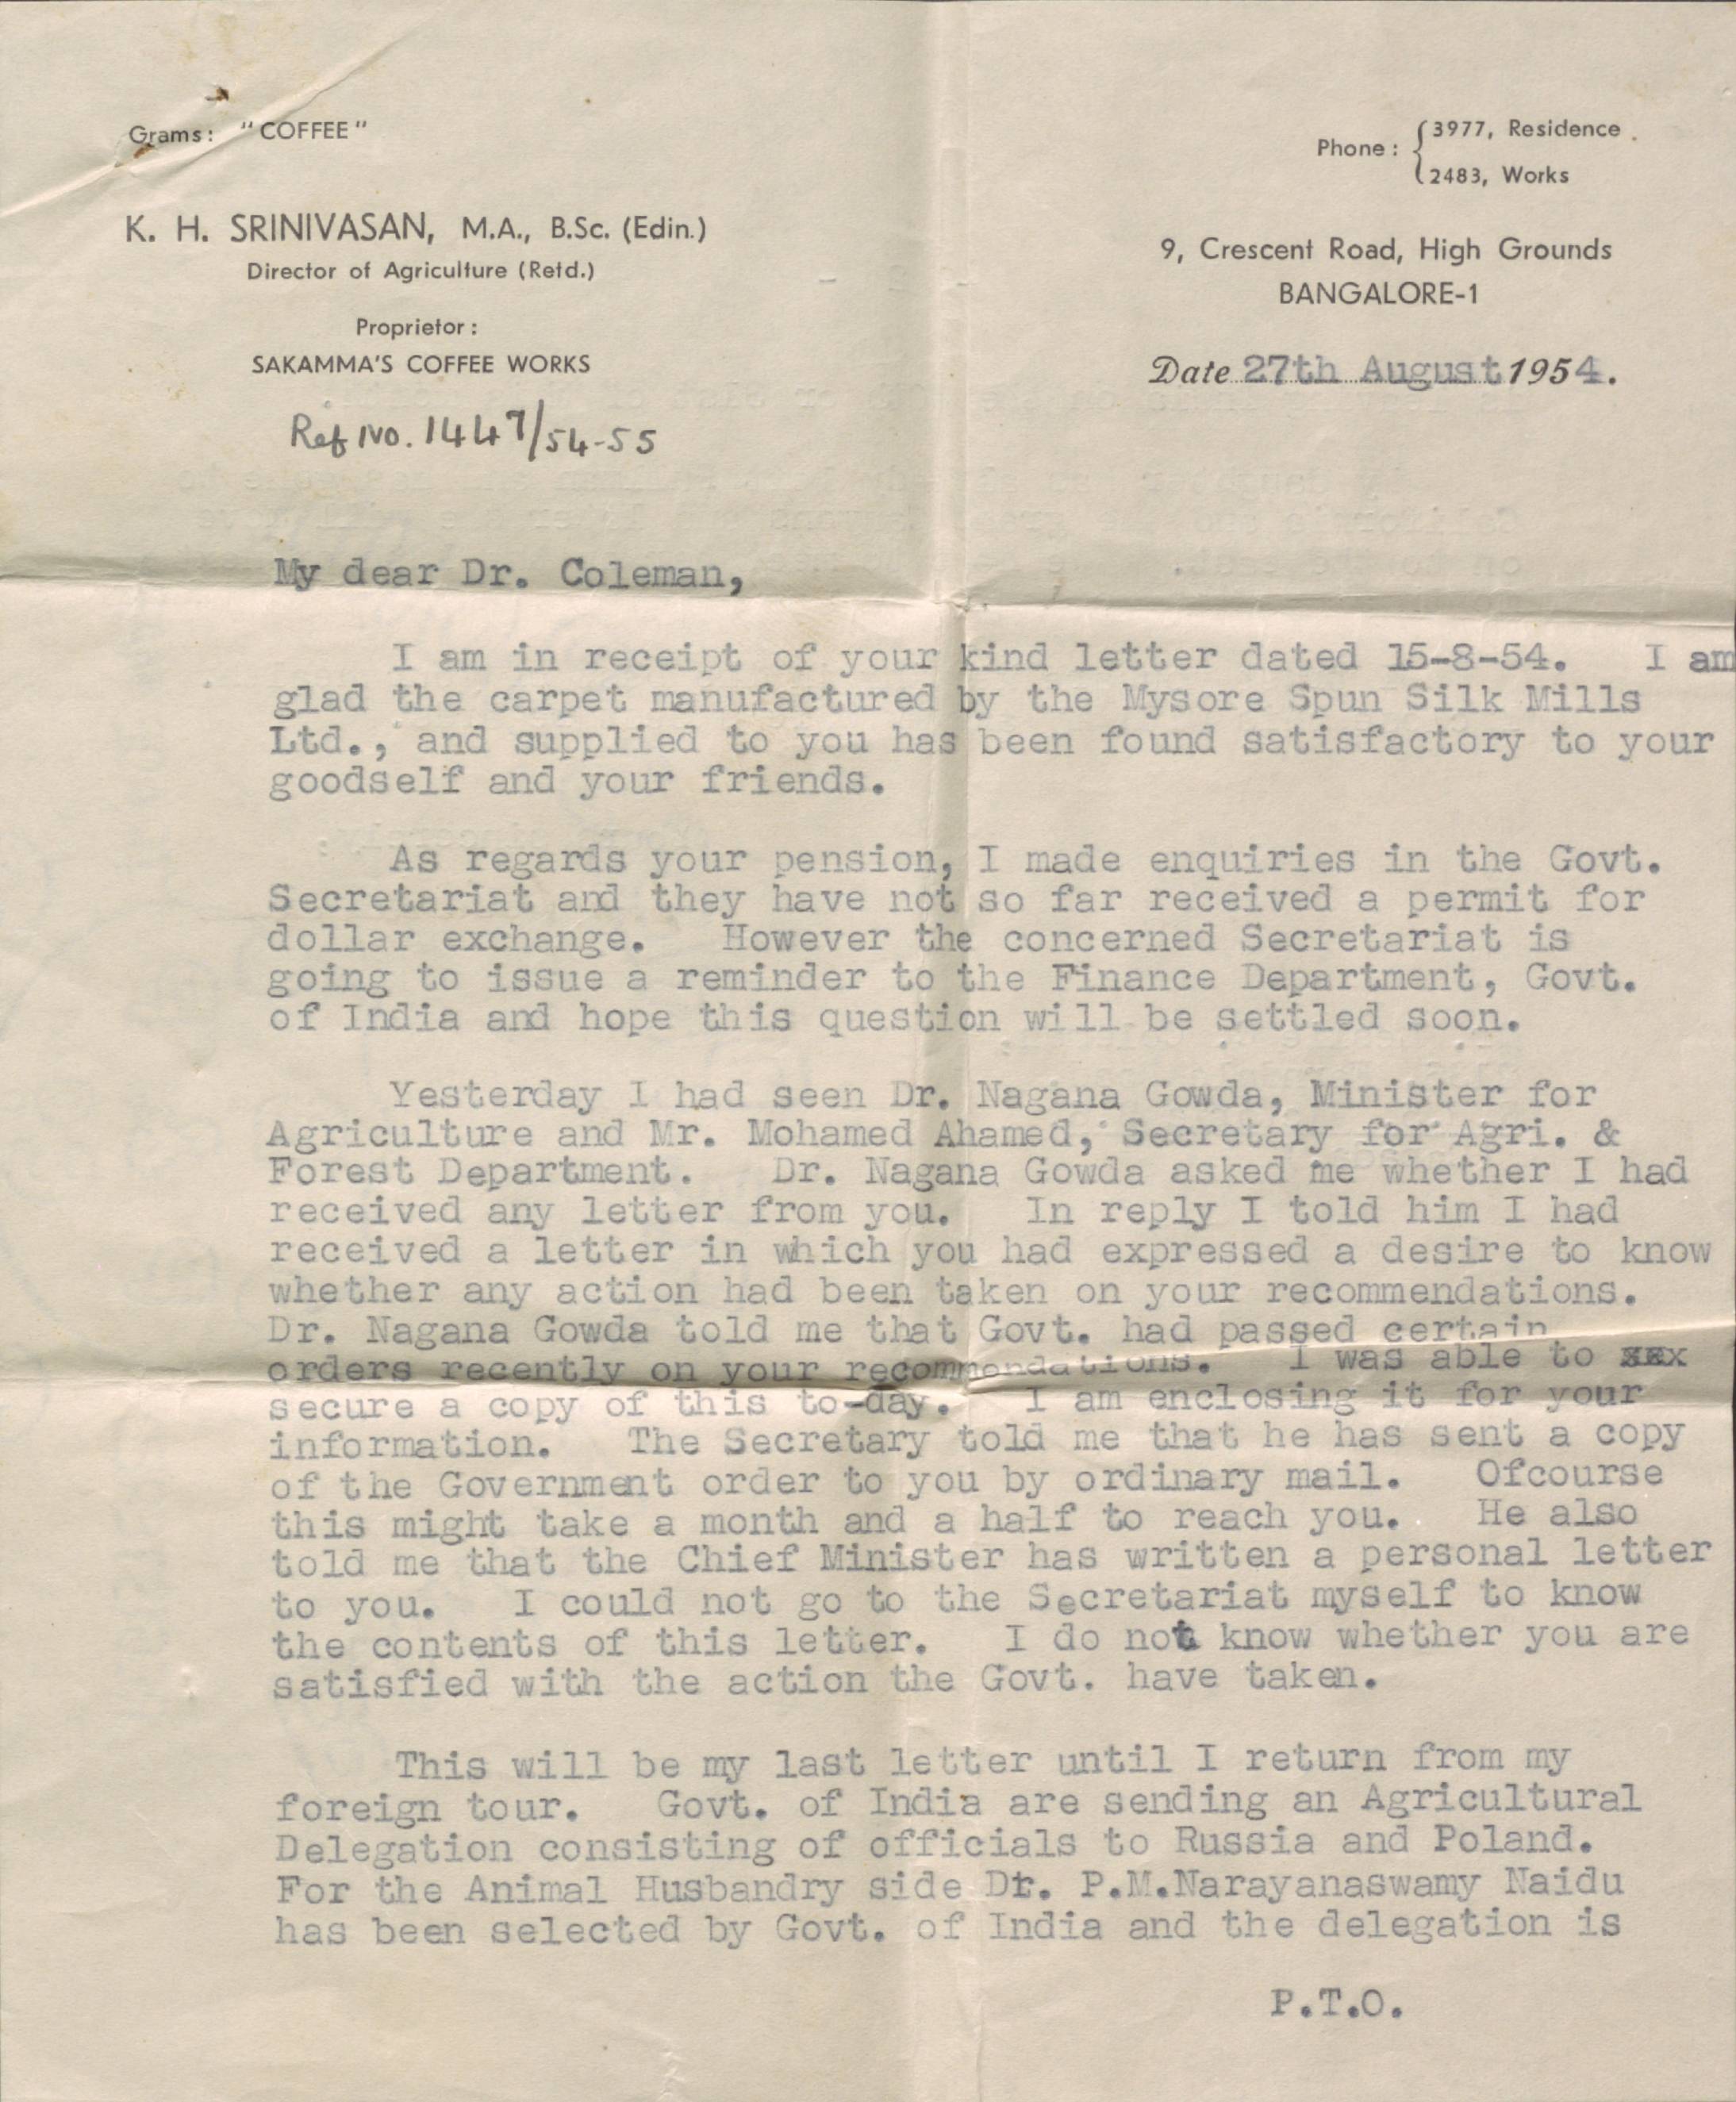 Grams: "COFFEE"
Phone: { 3977, Residence
2483, Works
K. H. SRINIVASAN, M.A., B.Sc. (Edin.)
Director of Agriculture (Retd.)
Proprietor:
SAKAMMA'S COFFEE WORKS
9, Crescent Road, High Grounds
BANGALORE-1
Date 27th August 1954.
Ref No. 1447/54-55
My dear Dr. Coleman,
I am in receipt of your kind letter dated 15-8-54. I am
glad the carpet manufactured by the Mysore Spun Silk Mills
Ltd., and supplied to you has been found satisfactory to your
goodself and your friends.
As regards your pension, I made enquiries in the Govt.
Secretariat and they have not so far received a permit for
dollar exchange. However the concerned Secretariat is
going to issue a reminder to the Finance Department, Govt.
of India and hope this question will be settled soon.
Yesterday I had seen Dr. Nagana Gowda, Minister for
Agriculture and Mr. Mohamed Ahamed, Secretary for Agri. &
Forest Department. Dr. Nagana Gowda asked me whether I had
received any letter from you. In reply I told him I had
received a letter in which you had expressed a desire to know
whether any action had been taken on your recommendations.
Dr. Nagana Gowda told me that Govt. had passed certain
orders recently on your recommendations. I was able to
secure a copy of this to-day. I am enclosing it for your
information. The Secretary told me that he has sent a copy
of the Government order to you by ordinary mail. Ofcourse
this might take a month and a half to reach you. He also
told me that the Chief Minister has written a personal letter
to you. I could not go to the Secretariat myself to know
the contents of this letter. I do not know whether you are
satisfied with the action the Govt. have taken.
This will be my last letter until I return from my
foreign tour. Govt. of India are sending an Agricultural
Delegation consisting of officials to Russia and Poland.
For the Animal Husbandry side Dr. P.M.Narayanaswamy Naidu
has been selected by Govt. of India and the delegation is
P.T.O.